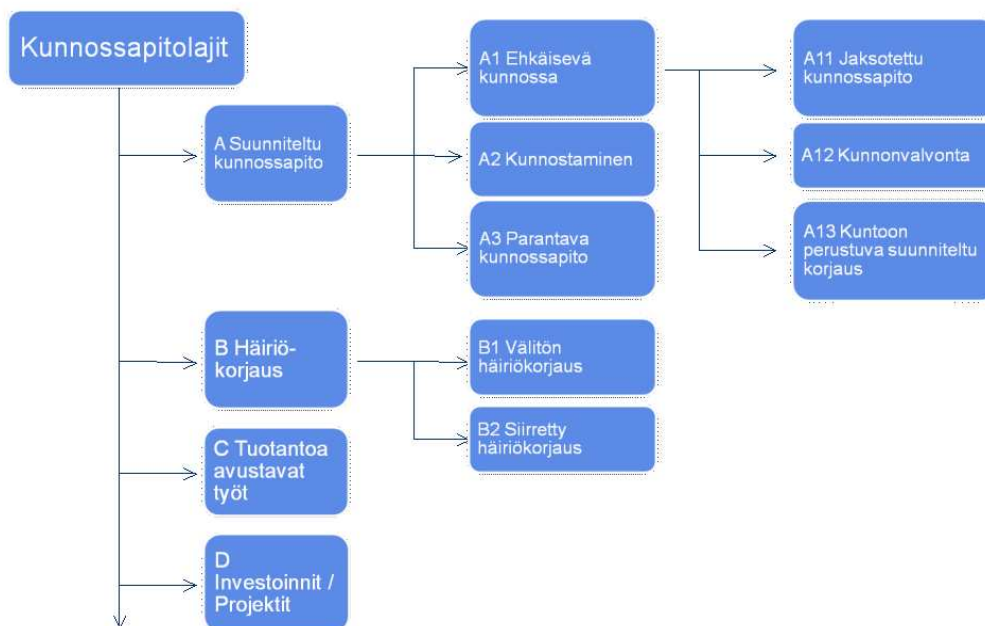 Kunnossapitolajit
A Suunniteltu
kunnossapito
A1 Ehkäisevä
kunnossa
A11 Jaksotettu
kunnossapito
A12 Kunnonvalvonta
A13 Kuntoon
perustuva suunniteltu
korjaus
A2 Kunnostaminen
A3 Parantava
kunnossapito
B Häiriö-
korjaus
B1 Välitön
häiriökorjaus
B2 Siirretty
häiriökorjaus
C Tuotantoa
avustavat
työt
D
Investoinnit /
Projektit